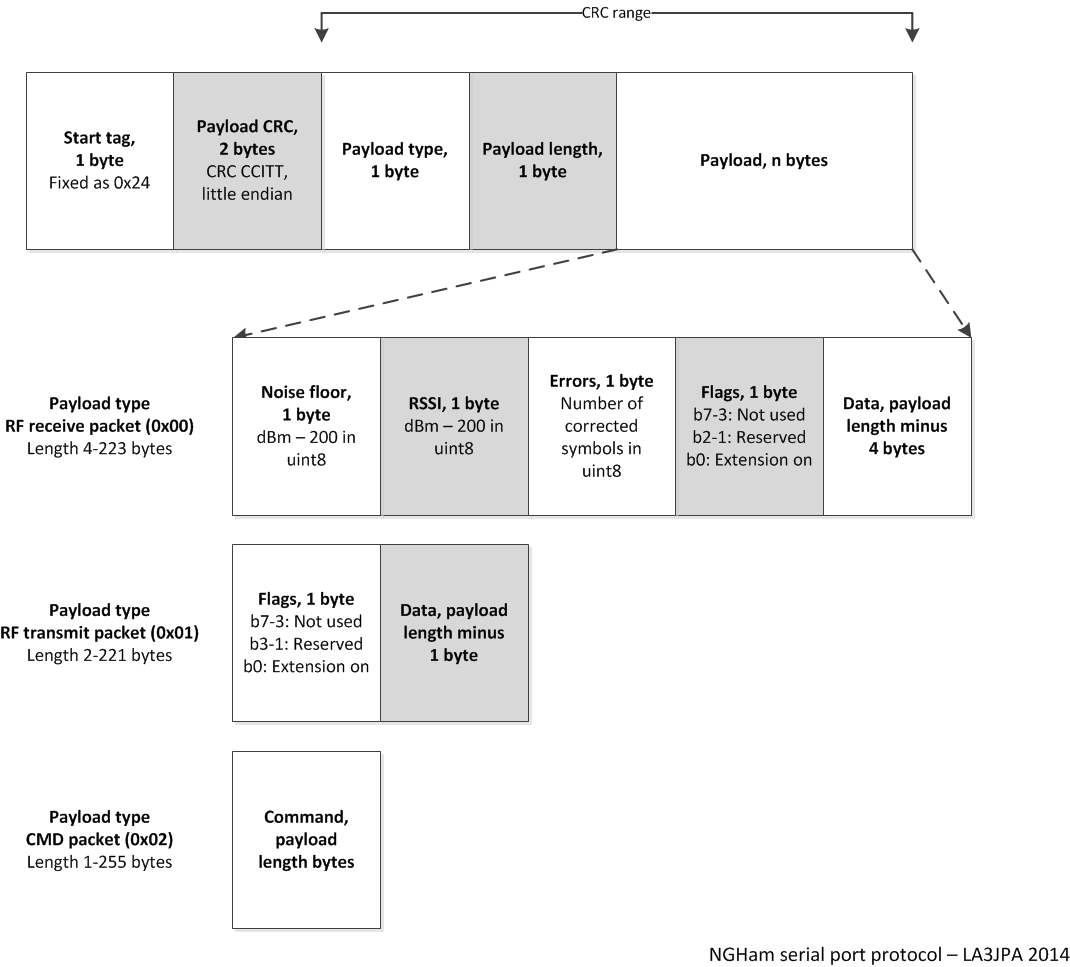 CRC range
Start tag,
1 byte
Fixed as 0x24
Payload CRC,
2 bytes
CRC CCITT,
little endian
Payload type,
1 byte
Payload length,
1 byte
Payload, n bytes
Payload type
RF receive packet (0x00)
Length 4-223 bytes
Noise floor,
1 byte
dBm – 200 in
uint8
RSSI, 1 byte
dBm – 200 in
uint8
Errors, 1 byte
Number of
corrected
symbols in
uint8
Flags, 1 byte
b7-3: Not used
b2-1: Reserved
b0: Extension on
Data, payload
length minus
4 bytes
Payload type
RF transmit packet (0x01)
Length 2-221 bytes
Flags, 1 byte
b7-3: Not used
b3-1: Reserved
b0: Extension on
Data, payload
length minus
1 byte
Payload type
CMD packet (0x02)
Length 1-255 bytes
Command,
payload
length bytes
NGHam serial port protocol – LA3JPA 2014